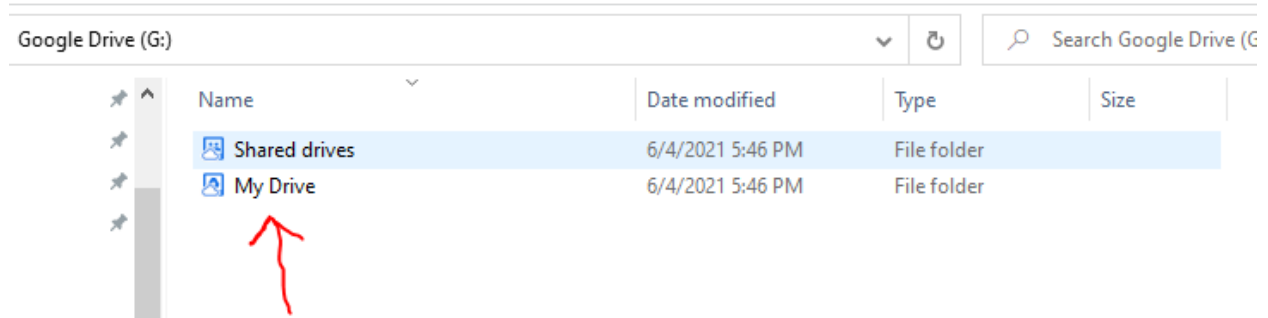 Google Drive (G:) Search Google Drive (G
Name Date modified Type Size
Shared drives 6/4/2021 5:46 PM File folder
My Drive 6/4/2021 5:46 PM File folder